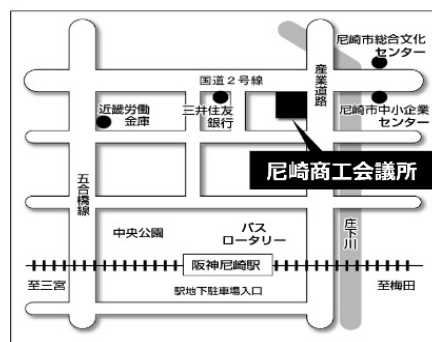 尼崎市総合文化
センター
国道2号線
産業道路
近畿労働
金庫
三井住友
銀行
尼崎市中小企業
センター
尼崎商工会議所
五合橋線
中央公園
バス
ロータリー
庄下川
阪神尼崎駅
至三宮
駅地下駐車場入口
至梅田